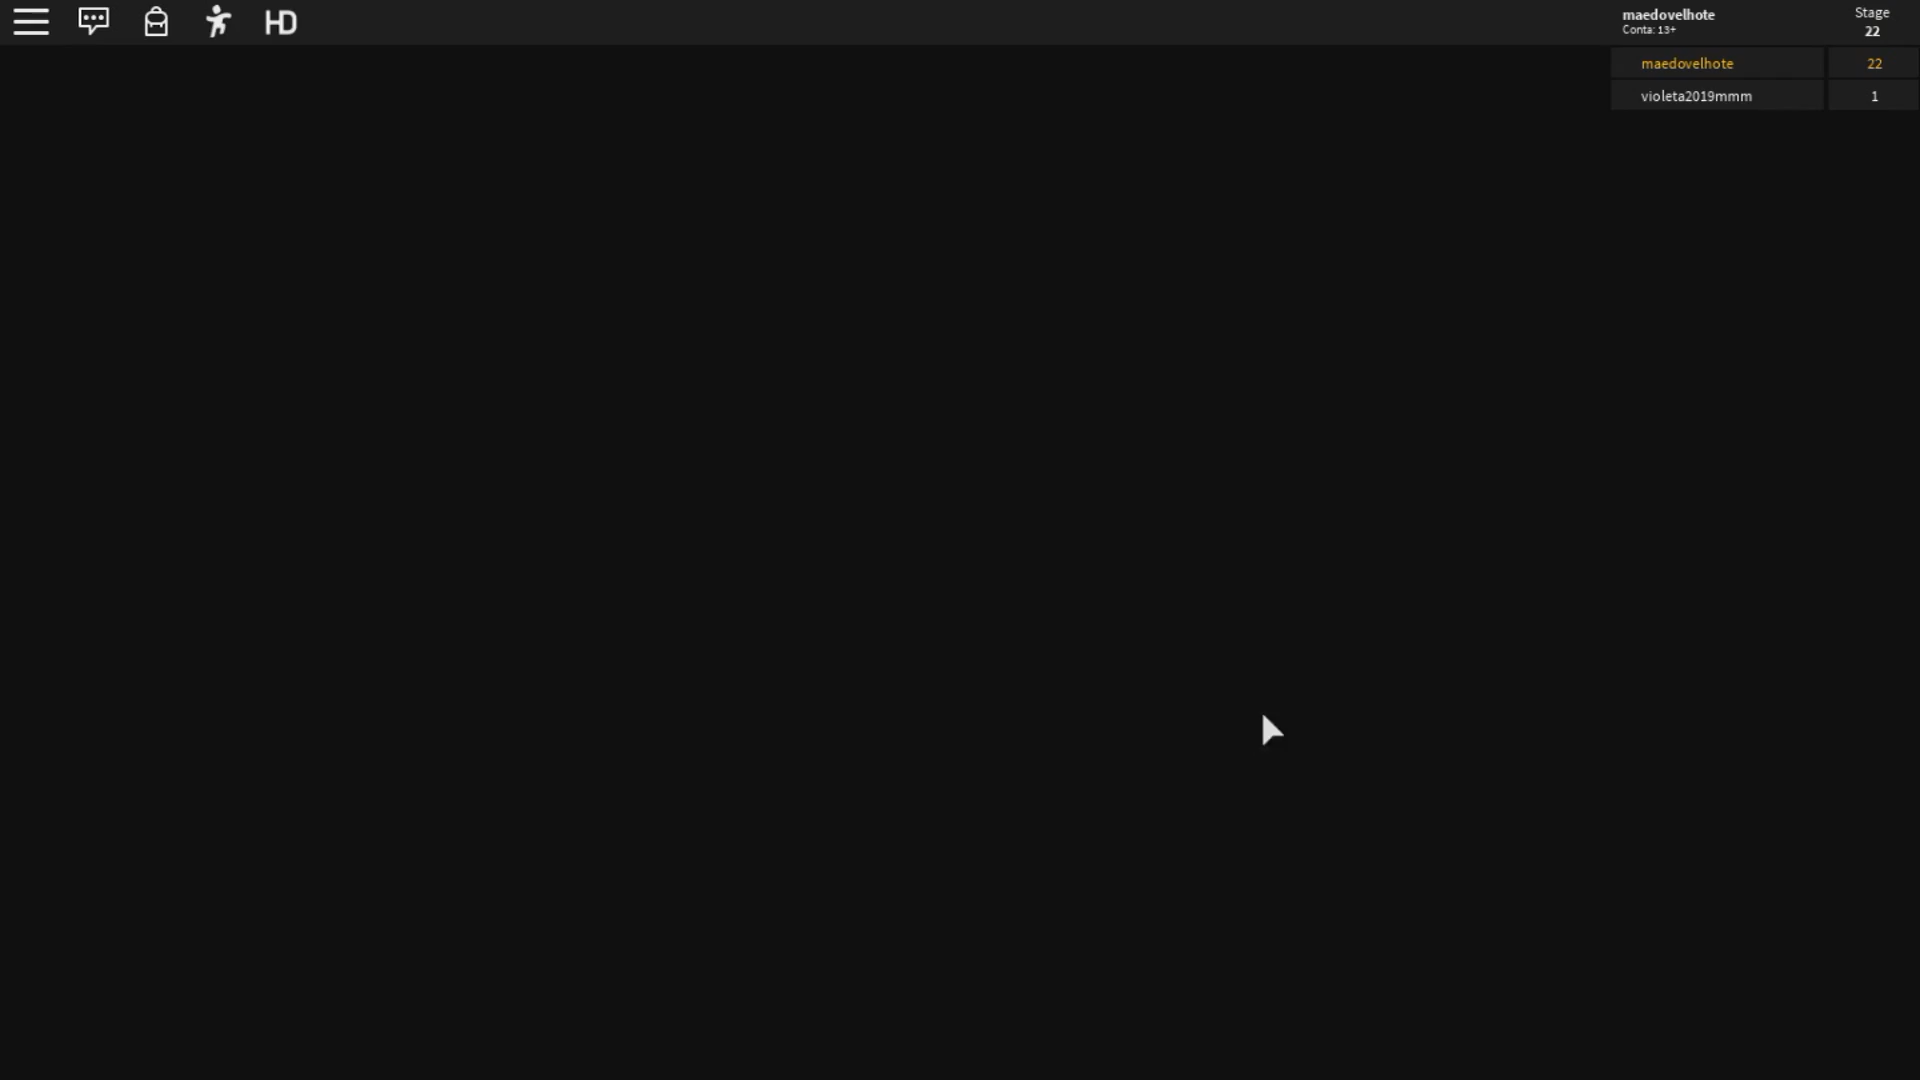 HD
maedovelhote
Conta: 13+
Stage
22
maedovelhote 22
violeta2019mmm 1